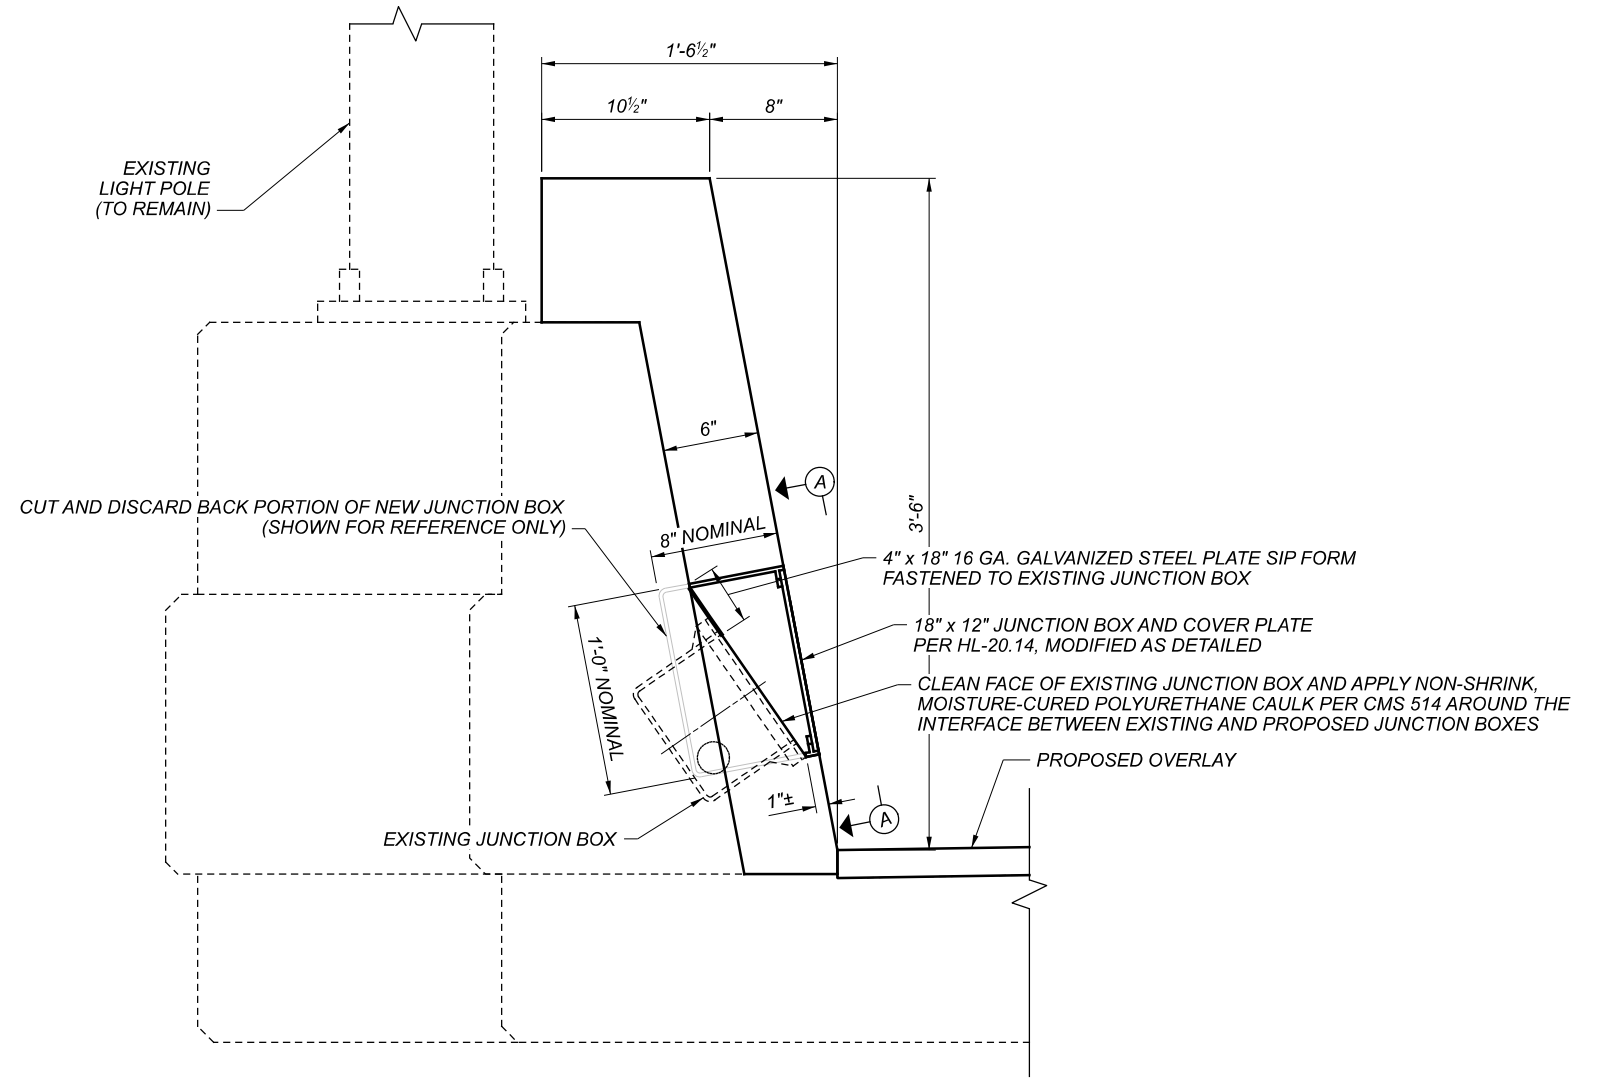 1'-6½"
10½"
8"
EXISTING
LIGHT POLE
(TO REMAIN)
6"
A
CUT AND DISCARD BACK PORTION OF NEW JUNCTION BOX
(SHOWN FOR REFERENCE ONLY)
8" NOMINAL
3'-6"
4" x 18" 16 GA. GALVANIZED STEEL PLATE SIP FORM
FASTENED TO EXISTING JUNCTION BOX
18" x 12" JUNCTION BOX AND COVER PLATE
PER HL-20.14, MODIFIED AS DETAILED
1'-0" NOMINAL
CLEAN FACE OF EXISTING JUNCTION BOX AND APPLY NON-SHRINK,
MOISTURE-CURED POLYURETHANE CAULK PER CMS 514 AROUND THE
INTERFACE BETWEEN EXISTING AND PROPOSED JUNCTION BOXES
PROPOSED OVERLAY
1"±
A
EXISTING JUNCTION BOX